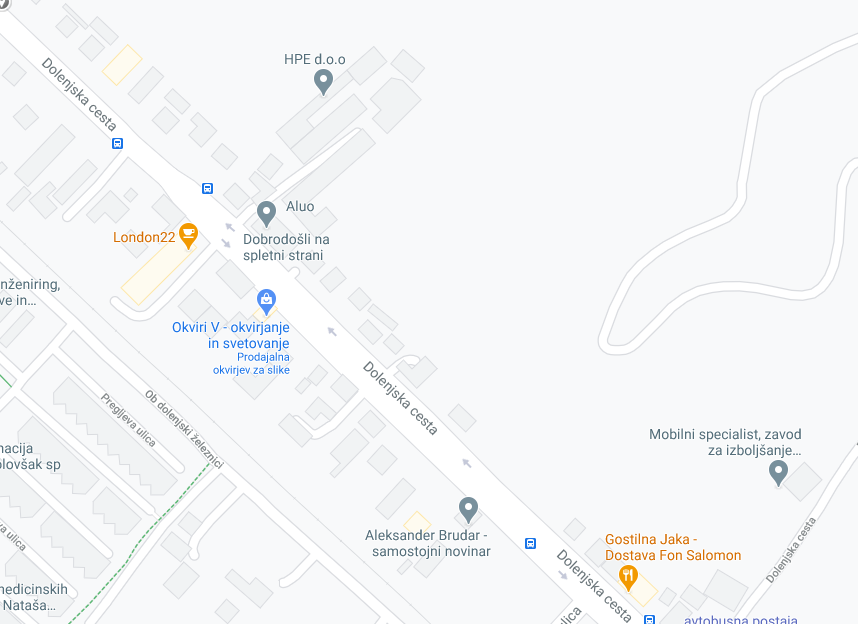 HPE d.o.o
Dolenjska cesta
Aluo
London22
Dobrodošli na
spletni strani
nženiring,
ve in...
Okviri V - okvirjanje
in svetovanje
Prodajalna
okvirjev za slike
Dolenjska cesta
Ob dolenjski železnici
Pregljeva ulica
Mobilni specialist, zavod
za izboljšanje...
nacija
olovšak sp
Aleksander Brudar -
samostojni novinar
Gostilna Jaka -
Dostava Fon Salomon
Dolenjska cesta
Dolenjska cesta
va ulica
nedicinskih
Nataša...
ulica
avtobusna postaja